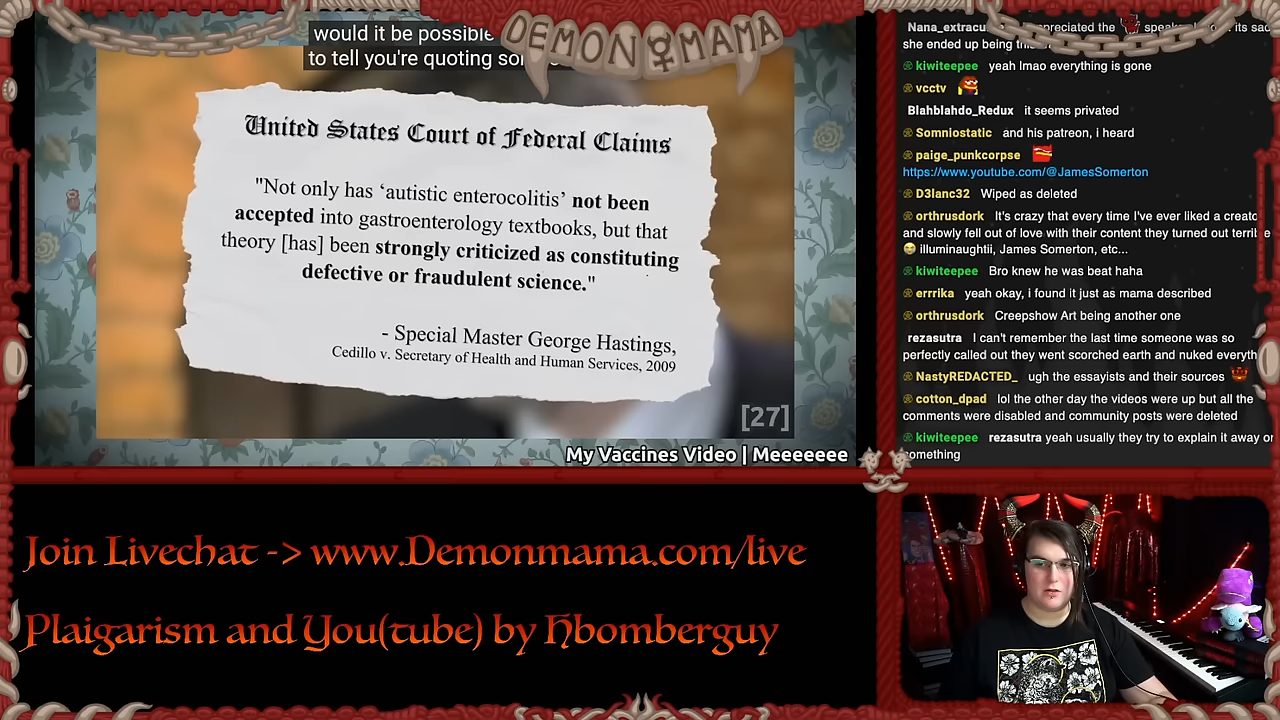 would it be possible
to tell you're quoting
DEMON MAMA
United States Court of Federal Claims
"Not only has ‘autistic enterocolitis’ not been
accepted into gastroenterology textbooks, but that
theory [has] been strongly criticized as constituting
defective or fraudulent science."
- Special Master George Hastings,
Cedillo v. Secretary of Health and Human Services, 2009
[27]
My Vaccines Video | Meeeeeee
Nana_extracu
she ended up being
kiwiteepee yeah lmao everything is gone
vcctv
Blahblahdo_Redux it seems privated
Somniostatic and his patreon, i heard
paige_punkcorpse
https://www.youtube.com/@JamesSomerton
D3lanc32 Wiped as deleted
orthrusdork It's crazy that every time I've ever liked a creato
and slowly fell out of love with their content they turned out terrible
illuminaughtii, James Somerton, etc...
kiwiteepee Bro knew he was beat haha
errrika yeah okay, i found it just as mama described
orthrusdork Creepshow Art being another one
rezasutra I can't remember the last time someone was so
perfectly called out they went scorched earth and nuked everyth
NastyREDACTED_ ugh the essayists and their sources
cotton_dpad lol the other day the videos were up but all the
comments were disabled and community posts were deleted
kiwiteepee rezasutra yeah usually they try to explain it away or
something
Join Livechat -> www.Demonmama.com/live
Plaigarism and You(tube) by Hbomberguy